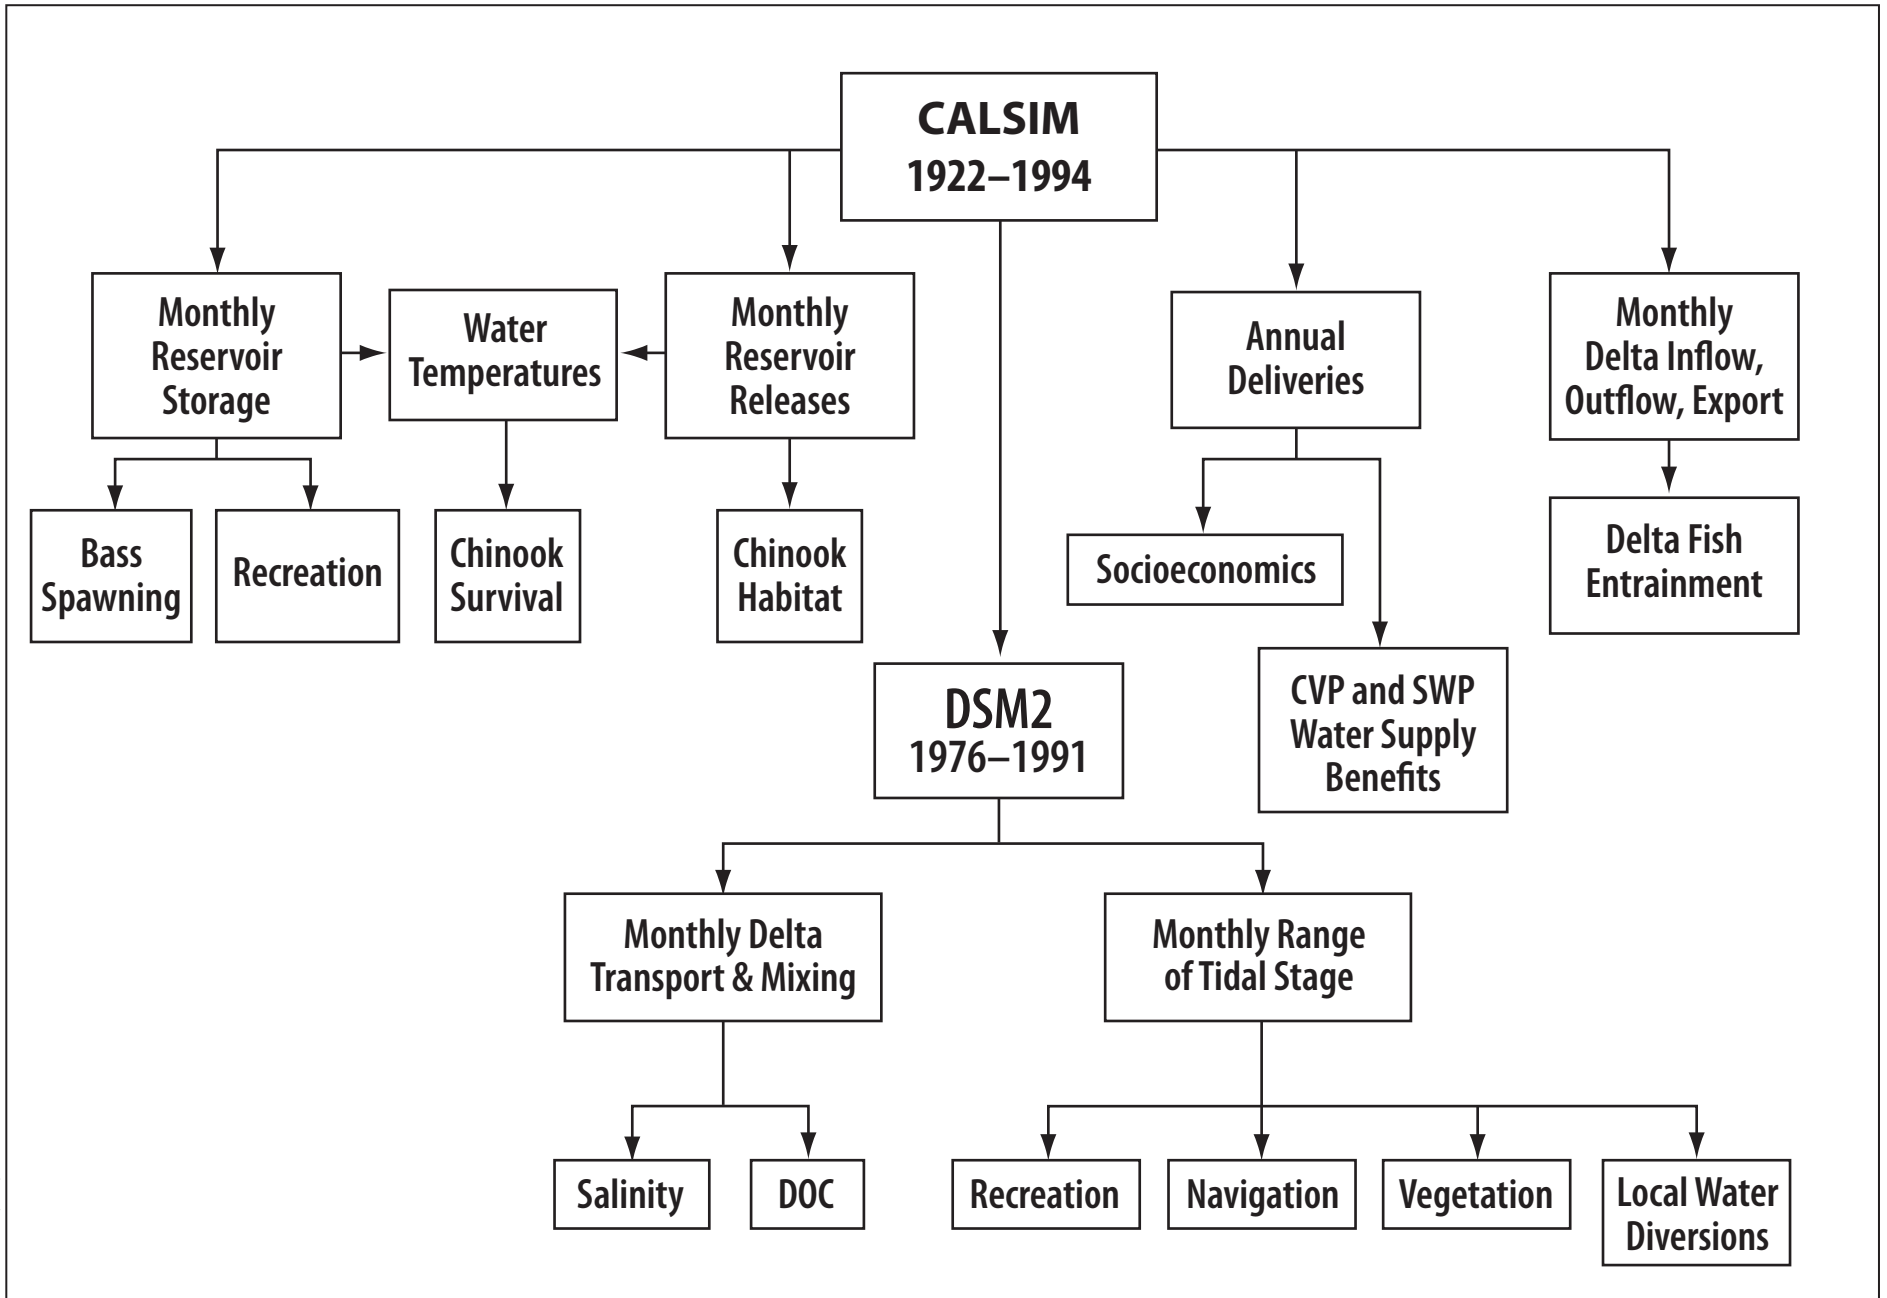 CALSIM
1922–1994
Monthly
Reservoir
Storage
Water
Temperatures
Monthly
Reservoir
Releases
Annual
Deliveries
Monthly
Delta Inflow,
Outflow, Export
Bass
Spawning
Recreation
Chinook
Survival
Chinook
Habitat
Socioeconomics
Delta Fish
Entrainment
DSM2
1976–1991
CVP and SWP
Water Supply
Benefits
Monthly Delta
Transport & Mixing
Monthly Range
of Tidal Stage
Salinity
DOC
Recreation
Navigation
Vegetation
Local Water
Diversions